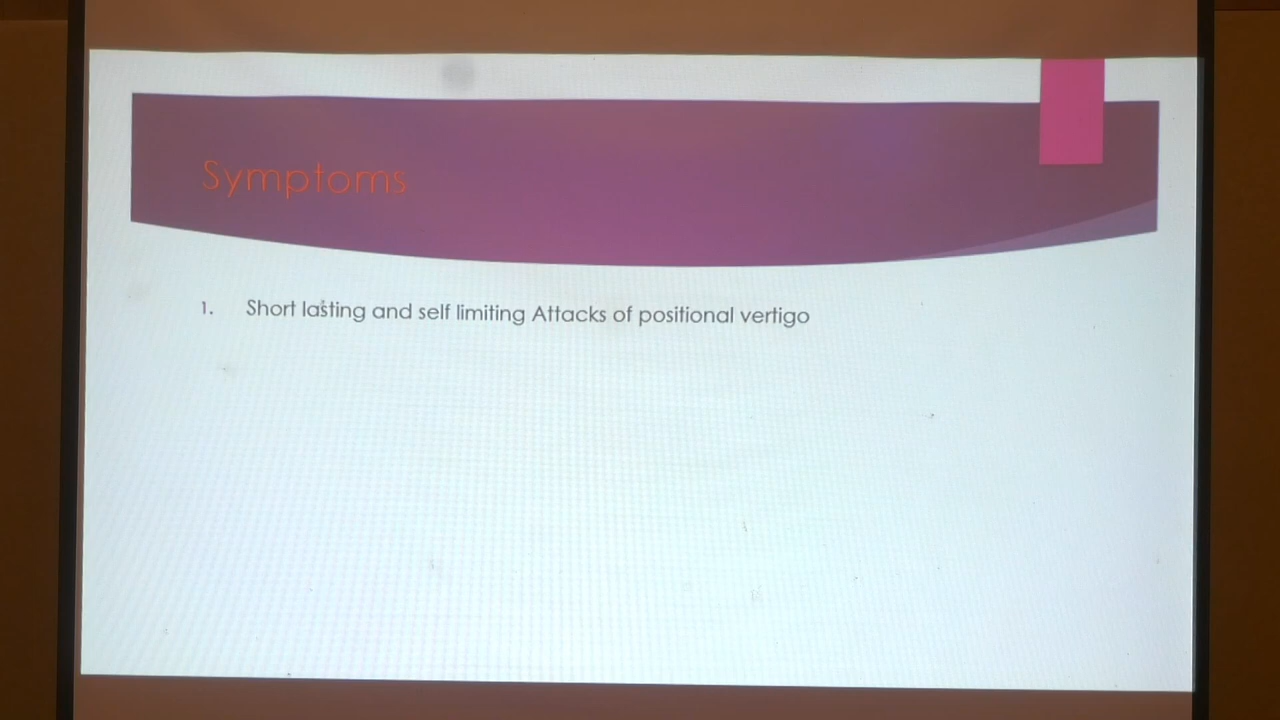 Symptoms
1. Short lasting and self limiting Attacks of positional vertigo